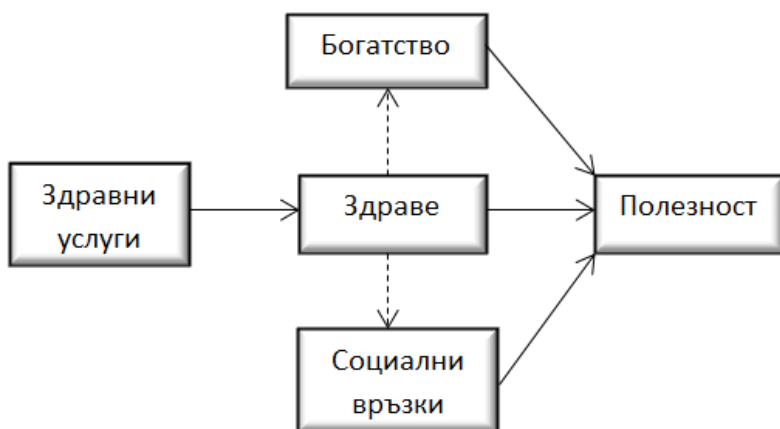 Богатство
Здравни
услуги
Здраве
Полезност
Социални
връзки